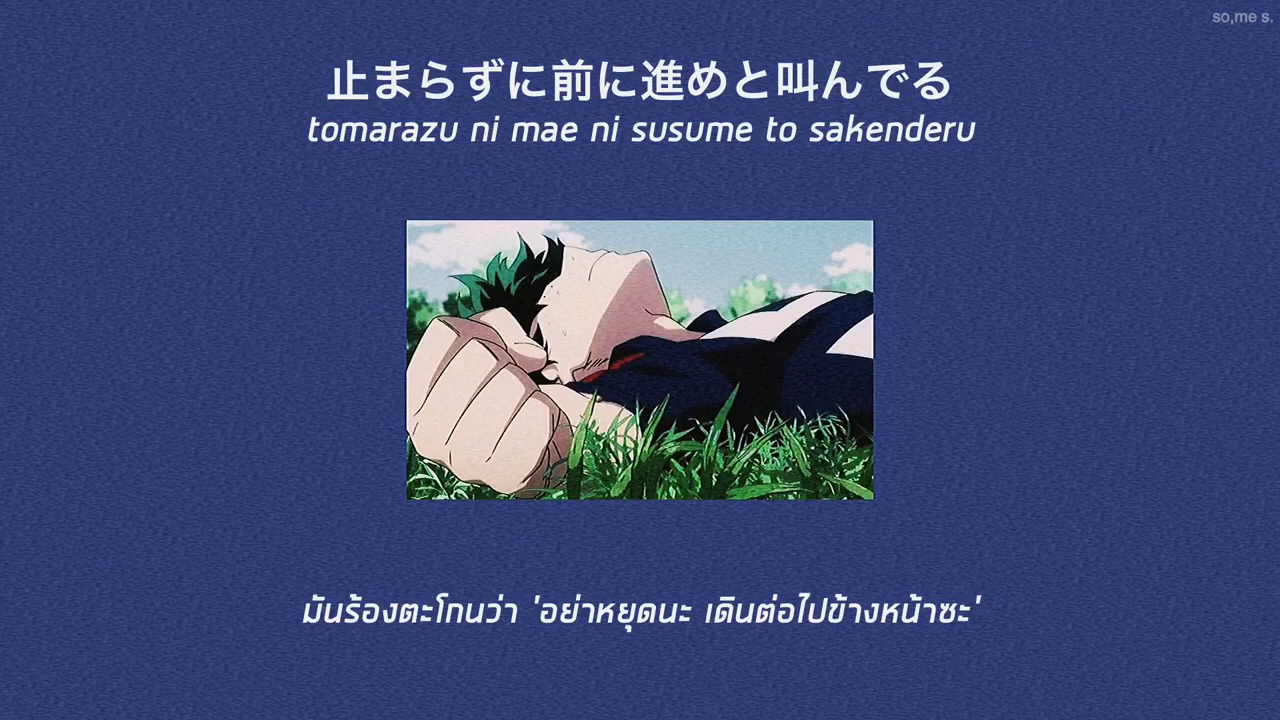 so,me s.
止まらずに前に進めと叫んでる
tomarazu ni mae ni susume to sakenderu
มันร้องตะโกนว่า 'อย่าหยุดนะ เดินต่อไปข้างหน้าซะ'